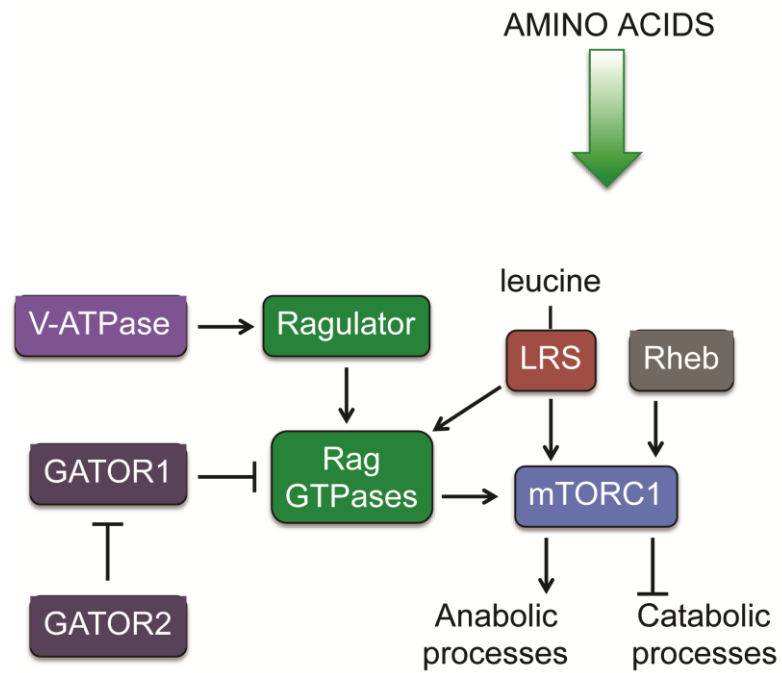 AMINO ACIDS
leucine
V-ATPase
Ragulator
LRS
Rheb
GATOR1
Rag
GTPases
mTORC1
GATOR2
Anabolic
processes
Catabolic
processes